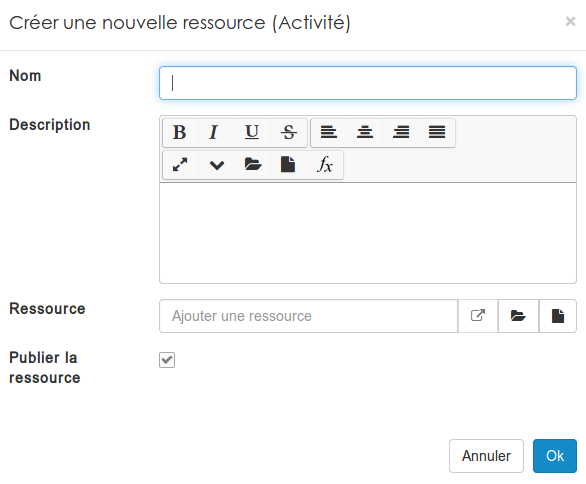 Créer une nouvelle ressource (Activité) ×
Nom
Description
B I U S
fx
Ressource
Ajouter une ressource
Publier la
ressource
Annuler Ok